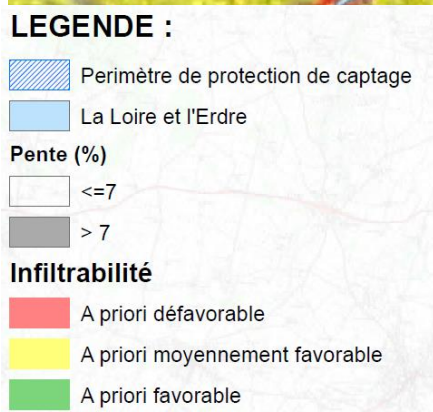 LEGENDE :
Perimètre de protection de captage
La Loire et l'Erdre
Pente (%)
<=7
> 7
Infiltrabilité
A priori défavorable
A priori moyennement favorable
A priori favorable